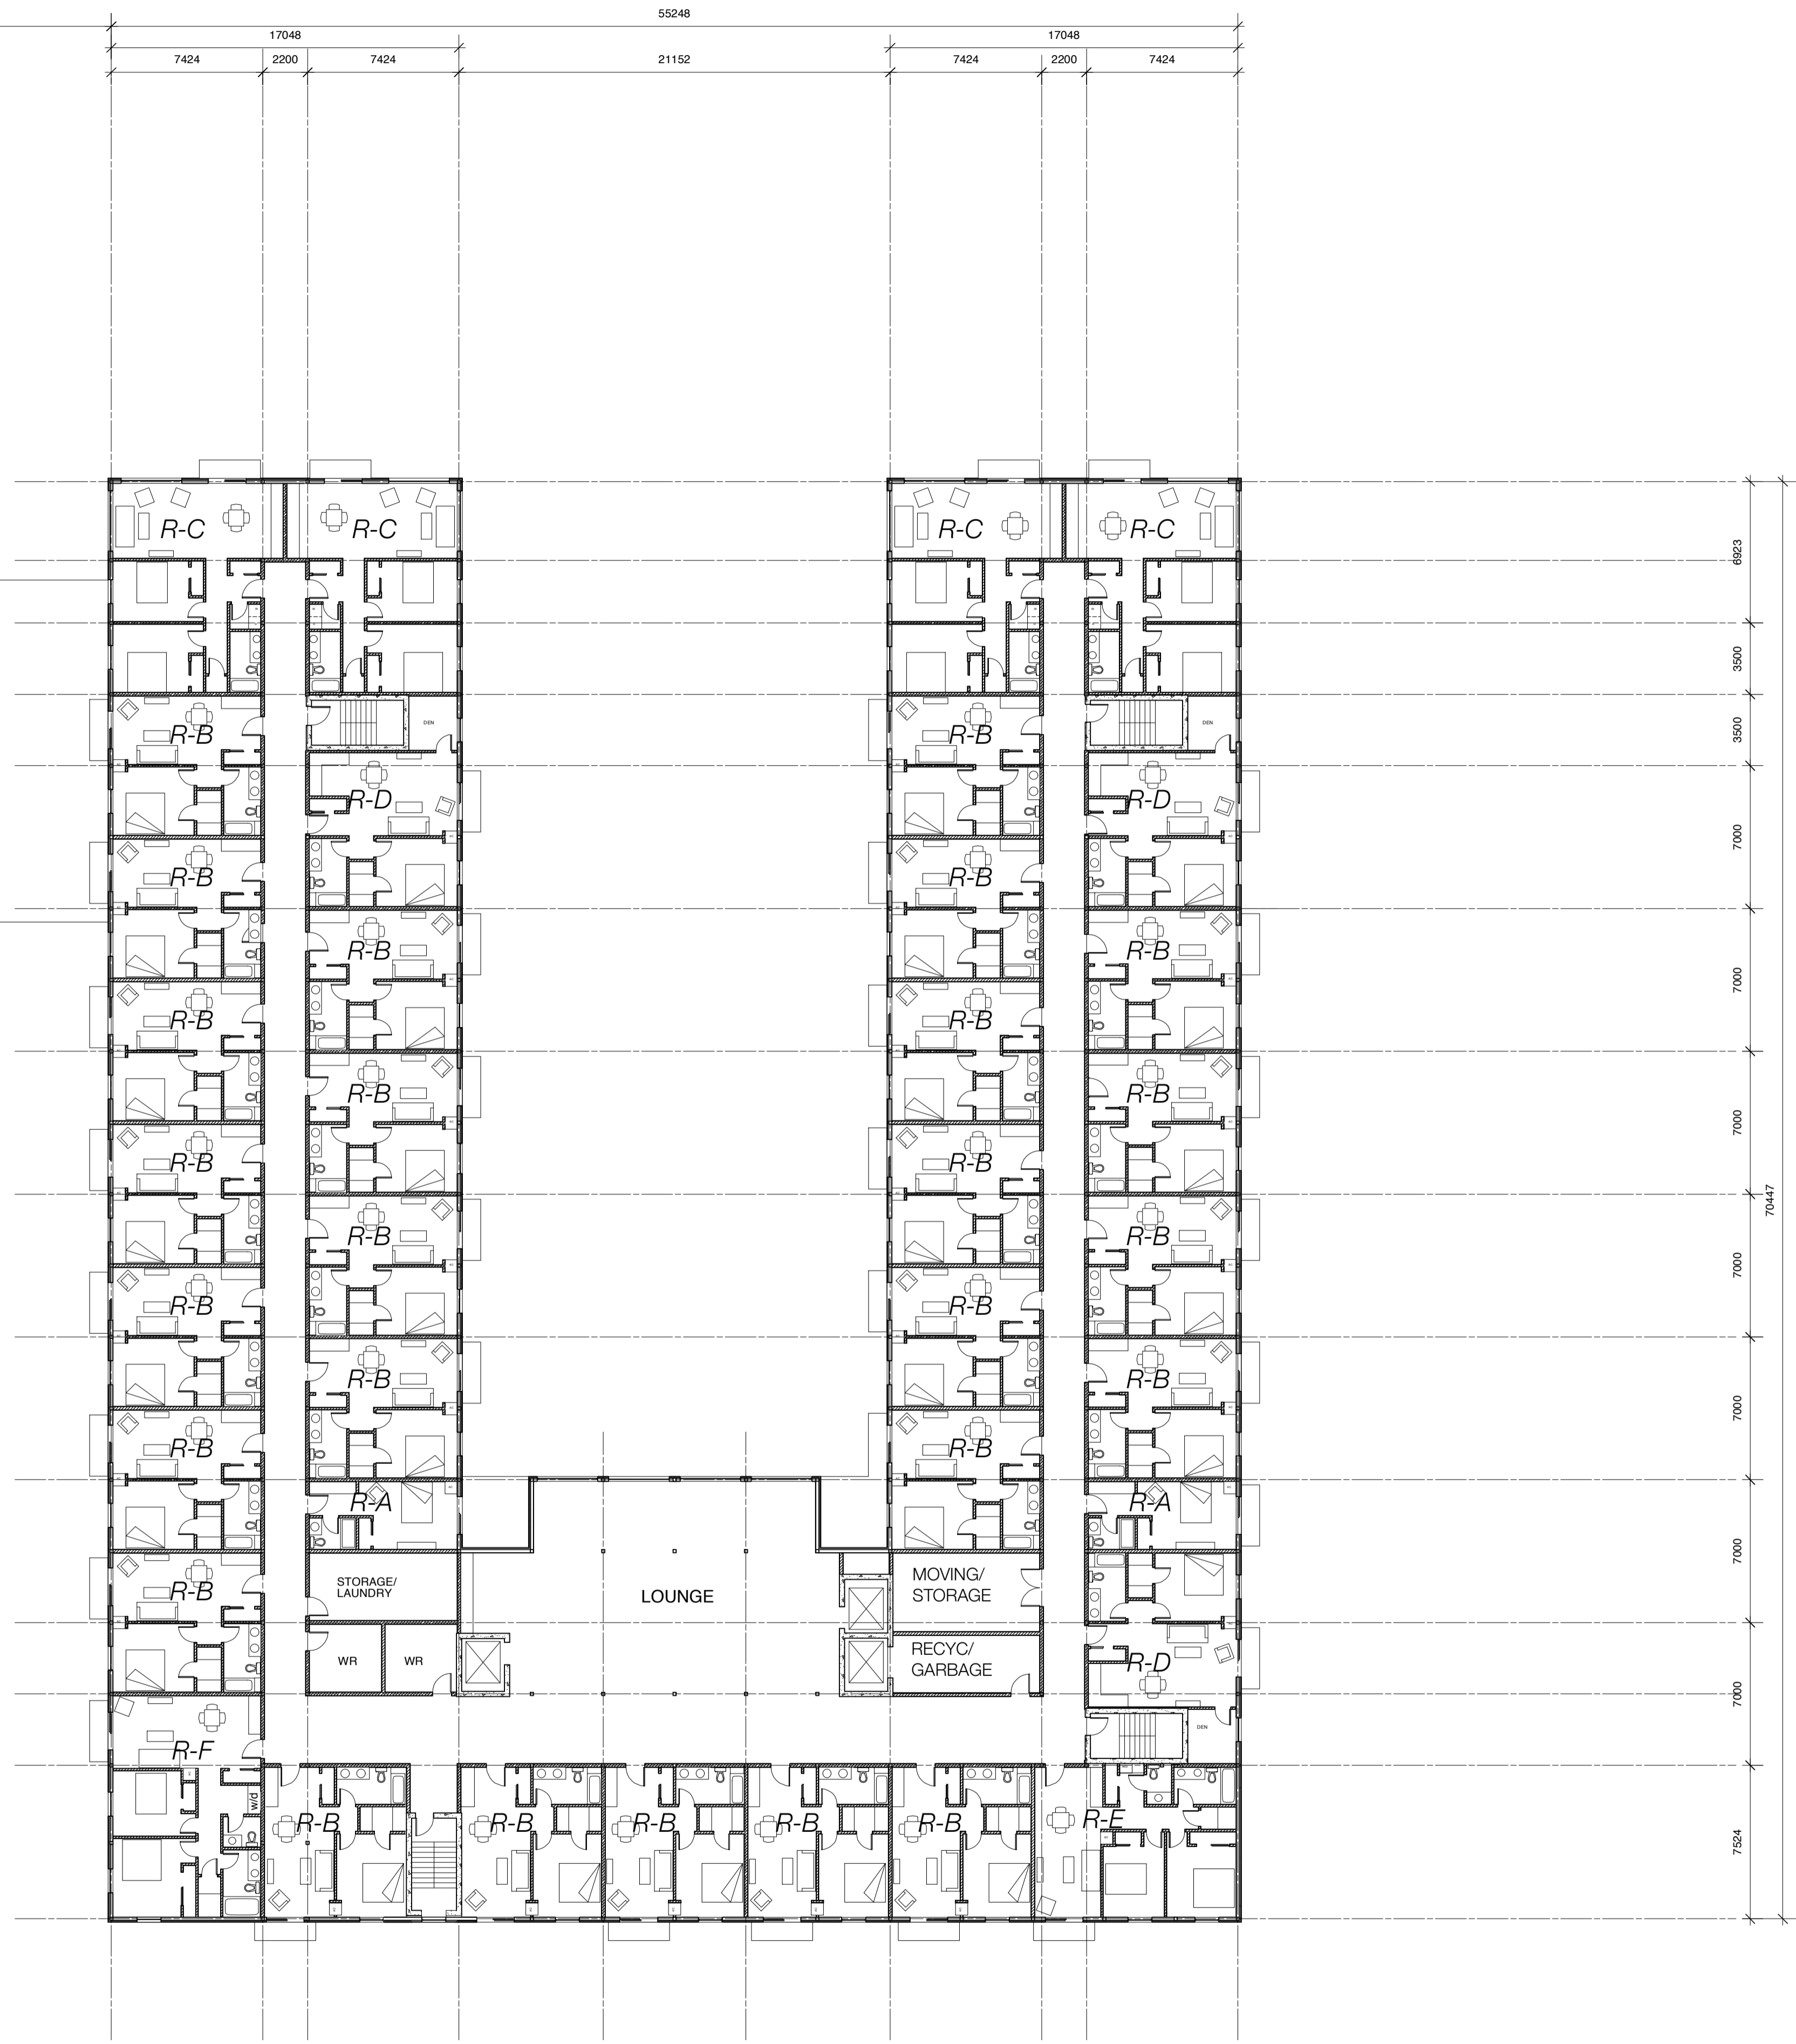 55248
17048 17048
7424 2200 7424 21152 7424 2200 7424
R-C R-C R-C R-C
6923
3500
DEN DEN
R-B R-B 3500
R-D R-D
7000
R-B R-B
R-B R-B
7000
R-B R-B
R-B R-B
7000
R-B R-B
70447
R-B R-B
7000
R-B R-B
R-B R-B
7000
R-B R-B
R-A R-A
7000
R-B
STORAGE/
LAUNDRY
LOUNGE
MOVING/
STORAGE
WR WR
RECYC/
GARBAGE
R-D
7000
DEN
R-F
w/d
R-B R-B R-B R-B R-B R-E
7524